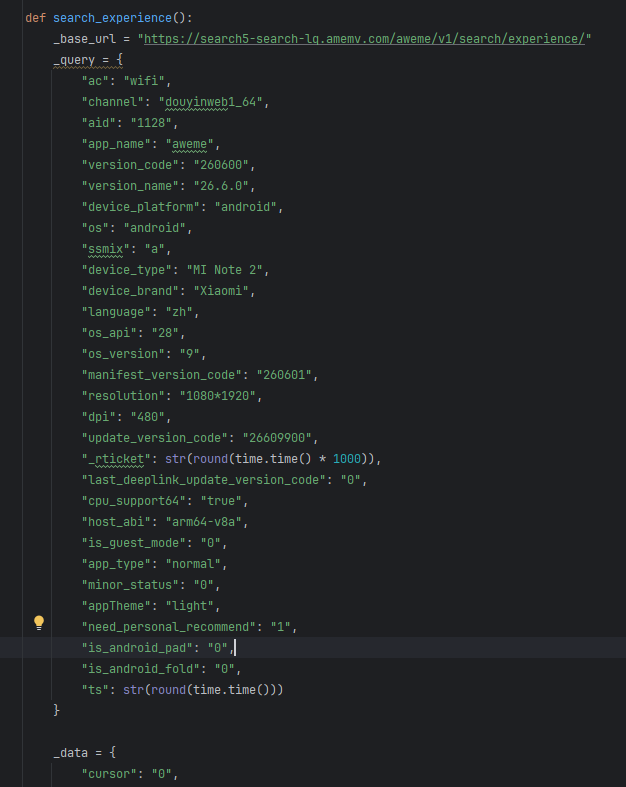 def search_experience():
_base_url = "https://search5-search-lq.amemv.com/aweme/v1/search/experience/"
_query = {
"ac": "wifi",
"channel": "douyinweb1_64",
"aid": "1128",
"app_name": "aweme",
"version_code": "260600",
"version_name": "26.6.0",
"device_platform": "android",
"os": "android",
"ssmix": "a",
"device_type": "MI Note 2",
"device_brand": "Xiaomi",
"language": "zh",
"os_api": "28",
"os_version": "9",
"manifest_version_code": "260601",
"resolution": "1080*1920",
"dpi": "480",
"update_version_code": "26609900",
"_rticket": str(round(time.time() * 1000)),
"last_deeplink_update_version_code": "0",
"cpu_support64": "true",
"host_abi": "arm64-v8a",
"is_guest_mode": "0",
"app_type": "normal",
"minor_status": "0",
"appTheme": "light",
"need_personal_recommend": "1",
"is_android_pad": "0",
"is_android_fold": "0",
"ts": str(round(time.time()))
}
_data = {
"cursor": "0",